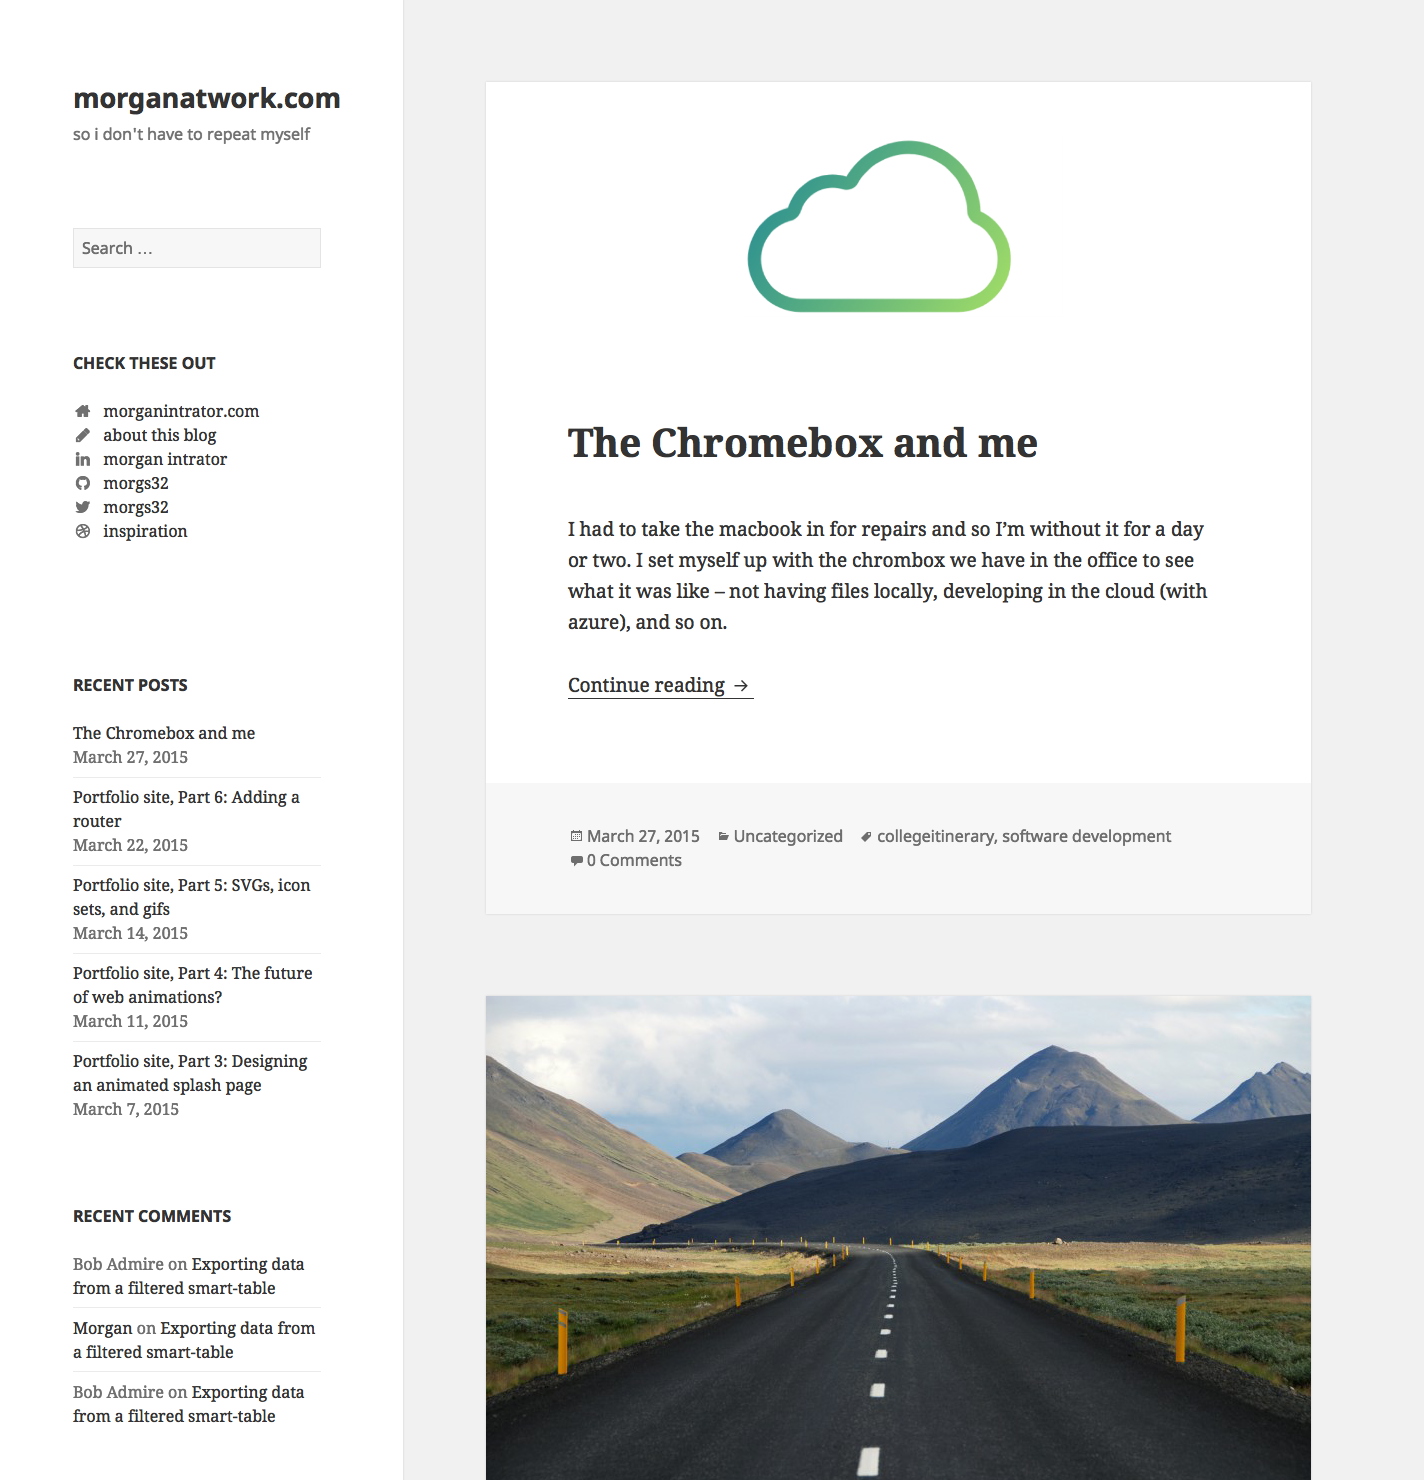 morganatwork.com
so i don't have to repeat myself
Search …
CHECK THESE OUT
morganintrator.com
about this blog
morgan intrator
morgs32
morgs32
inspiration
RECENT POSTS
The Chromebox and me
March 27, 2015
Portfolio site, Part 6: Adding a
router
March 22, 2015
Portfolio site, Part 5: SVGs, icon
sets, and gifs
March 14, 2015
Portfolio site, Part 4: The future
of web animations?
March 11, 2015
Portfolio site, Part 3: Designing
an animated splash page
March 7, 2015
RECENT COMMENTS
Bob Admire on Exporting data
from a filtered smart-table
Morgan on Exporting data from
a filtered smart-table
Bob Admire on Exporting data
from a filtered smart-table
The Chromebox and me
I had to take the macbook in for repairs and so I’m without it for a day
or two. I set myself up with the chrombox we have in the office to see
what it was like – not having files locally, developing in the cloud (with
azure), and so on.
Continue reading →
March 27, 2015 Uncategorized collegeitinerary, software development
0 Comments